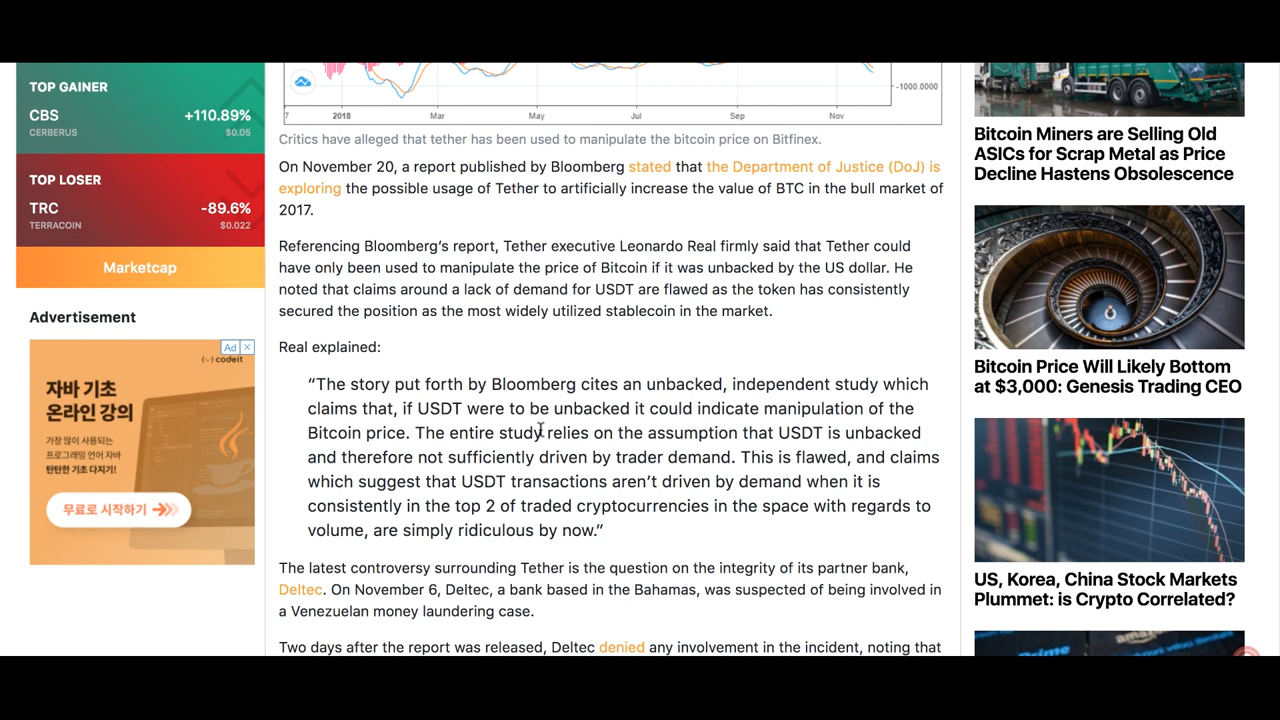 TOP GAINER
CBS +110.89%
CERBERUS $0.05
TOP LOSER
TRC -89.6%
TERRACOIN $0.022
Marketcap
Advertisement
Ad
codeit
자바 기초
온라인 강의
가장 많이 사용되는
프로그래밍 언어 자바
탄탄한 기초 다지기!
무료로 시작하기
-1000.0000
7 2018 Mar May Jul Sep Nov
Critics have alleged that tether has been used to manipulate the bitcoin price on Bitfinex.
On November 20, a report published by Bloomberg stated that the Department of Justice (DoJ) is
exploring the possible usage of Tether to artificially increase the value of BTC in the bull market of
2017.
Referencing Bloomberg’s report, Tether executive Leonardo Real firmly said that Tether could
have only been used to manipulate the price of Bitcoin if it was unbacked by the US dollar. He
noted that claims around a lack of demand for USDT are flawed as the token has consistently
secured the position as the most widely utilized stablecoin in the market.
Real explained:
“The story put forth by Bloomberg cites an unbacked, independent study which
claims that, if USDT were to be unbacked it could indicate manipulation of the
Bitcoin price. The entire study relies on the assumption that USDT is unbacked
and therefore not sufficiently driven by trader demand. This is flawed, and claims
which suggest that USDT transactions aren’t driven by demand when it is
consistently in the top 2 of traded cryptocurrencies in the space with regards to
volume, are simply ridiculous by now.”
The latest controversy surrounding Tether is the question on the integrity of its partner bank,
Deltec. On November 6, Deltec, a bank based in the Bahamas, was suspected of being involved in
a Venezuelan money laundering case.
Two days after the report was released, Deltec denied any involvement in the incident, noting that
Bitcoin Miners are Selling Old
ASICs for Scrap Metal as Price
Decline Hastens Obsolescence
Bitcoin Price Will Likely Bottom
at $3,000: Genesis Trading CEO
US, Korea, China Stock Markets
Plummet: is Crypto Correlated?
Prime
amazon